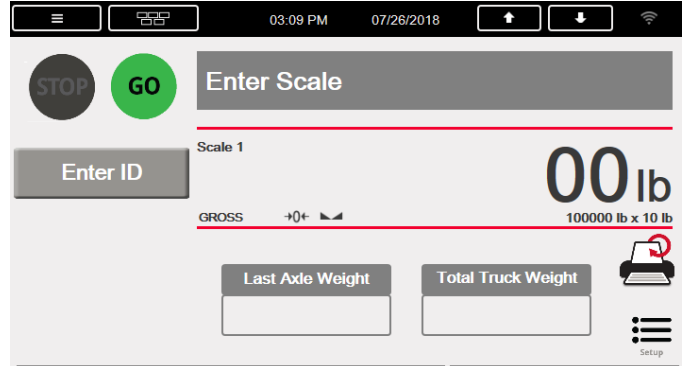 03:09 PM 07/26/2018
STOP GO
Enter Scale
Enter ID
Scale 1
00 lb
GROSS →0← 100000 lb x 10 lb
Last Axle Weight Total Truck Weight
Setup